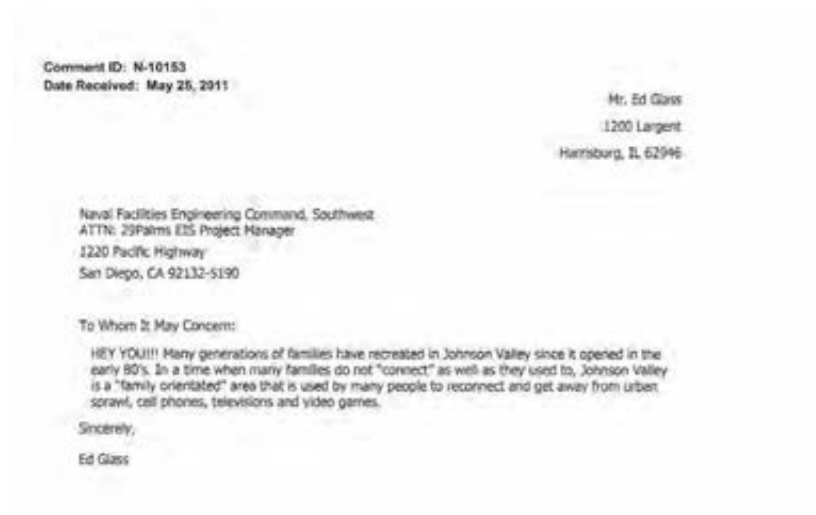 Comment ID: N-10153
Date Received: May 25, 2011
Mr. Ed Glass
1200 Largent
Harrisburg, IL 62946
Naval Facilities Engineering Command, Southwest
ATTN: 29Palms EIS Project Manager
1220 Pacific Highway
San Diego, CA 92132-5190
To Whom It May Concern:
HEY YOU!!! Many generations of families have recreated in Johnson Valley since it opened in the
early 80's. In a time when many families do not "connect" as well as they used to, Johnson Valley
is a "family orientated" area that is used by many people to reconnect and get away from urban
sprawl, cell phones, televisions and video games.
Sincerely,
Ed Glass